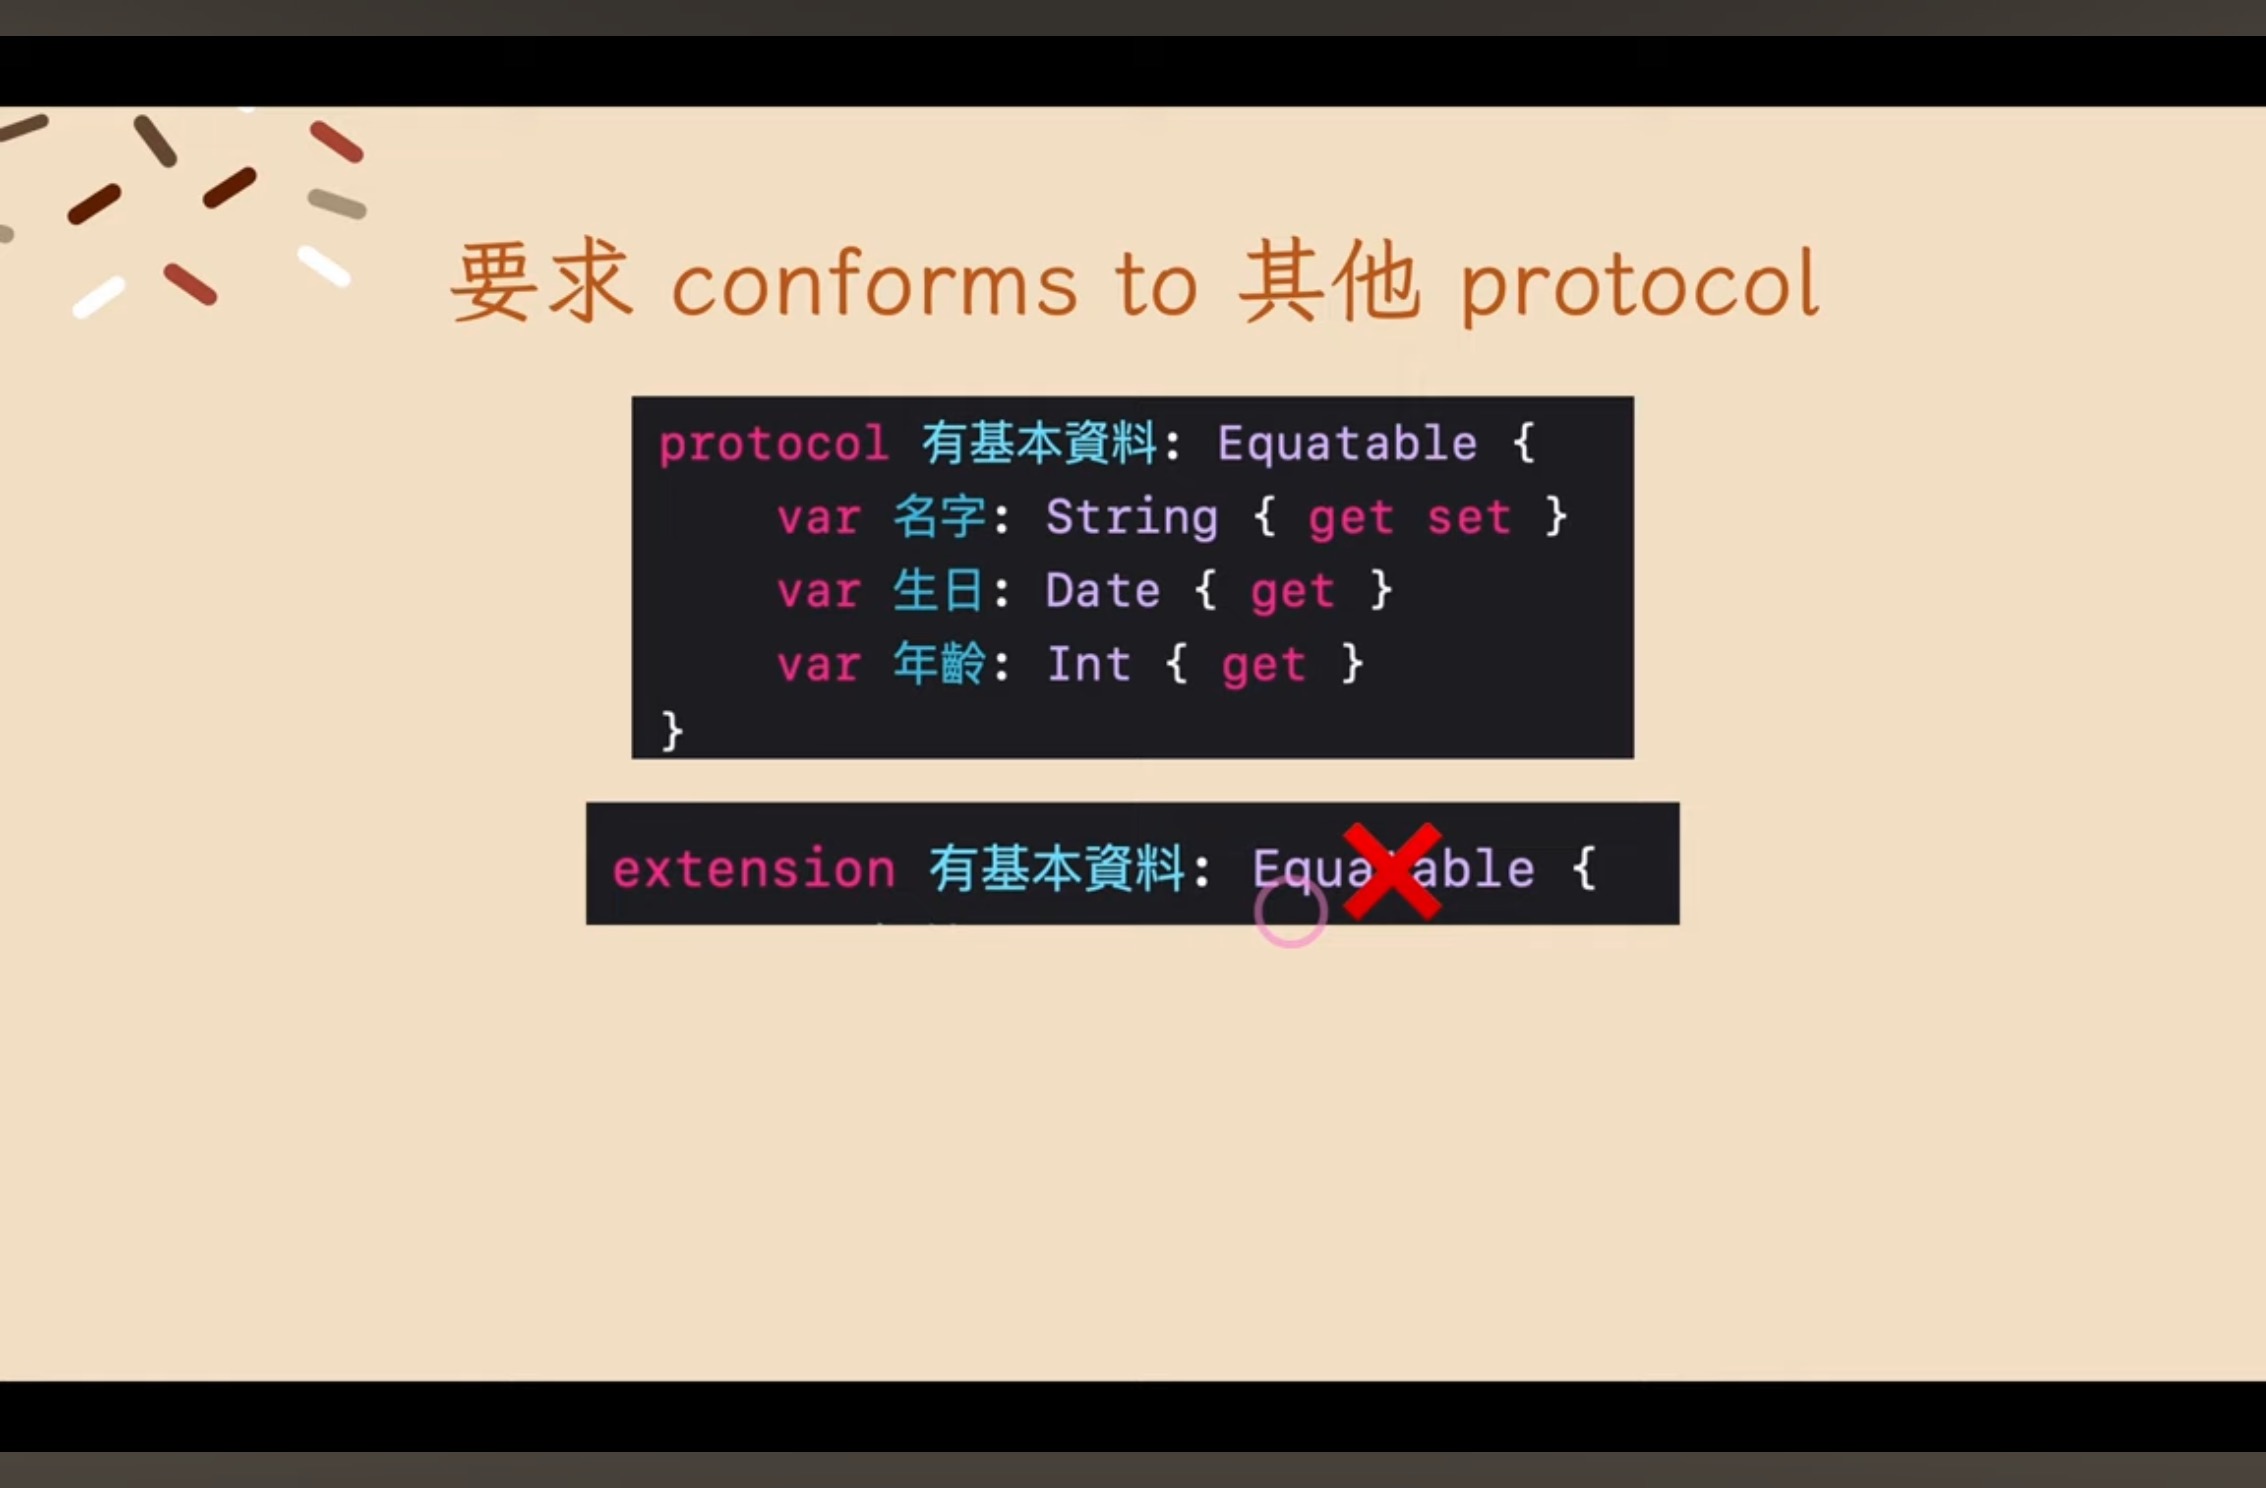 要求 conforms to 其他 protocol
protocol 有基本資料: Equatable {
var 名字: String { get set }
var 生日: Date { get }
var 年齡: Int { get }
}
extension 有基本資料: Equatable {